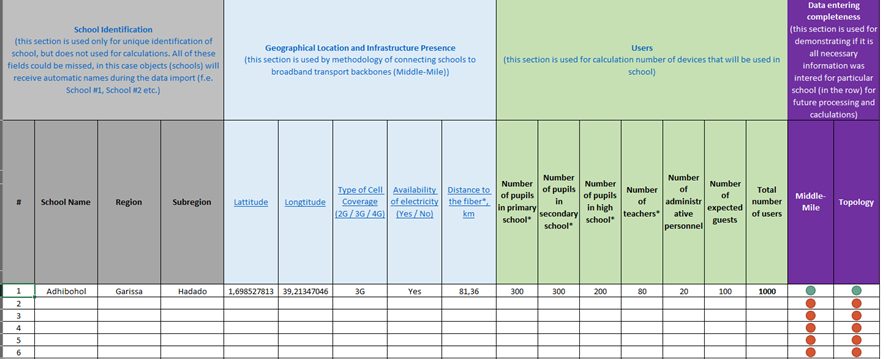 School Identification
(this section is used only for unique identification of
school, but does not used for calculations. All of these
fields could be missed, in this case objects (schools) will
receive automatic names during the data import (f.e.
School #1, School #2 etc.)
Geographical Location and Infrastructure Presence
(this section is used by methodology of connecting schools to
broadband transport backbones (Middle-Mile))
Users
(this section is used for calculation number of devices that will be used in
school)
Data entering
completeness
(this section is used for
demonstrating if it is
all necessary
information was
intered for particular
school (in the row) for
future processing and
caclulations)
#
School Name
Region
Subregion
Lattitude
Longtitude
Type of Cell
Coverage
(2G / 3G / 4G)
Availability
of electricity
(Yes / No)
Distance to
the fiber*,
km
Number
of pupils
in primary
school*
Number
of pupils
in
secondary
school*
Number
of pupils
in high
school*
Number
of
teachers*
Number
of
administr
ative
personnel
Number
of
expected
guests
Total
number
of users
Middle-
Mile
Topology
1 Adhibohol Garissa Hadado 1,698527813 39,21347046 3G Yes 81,36 300 300 200 80 20 100 1000
2
3
4
5
6